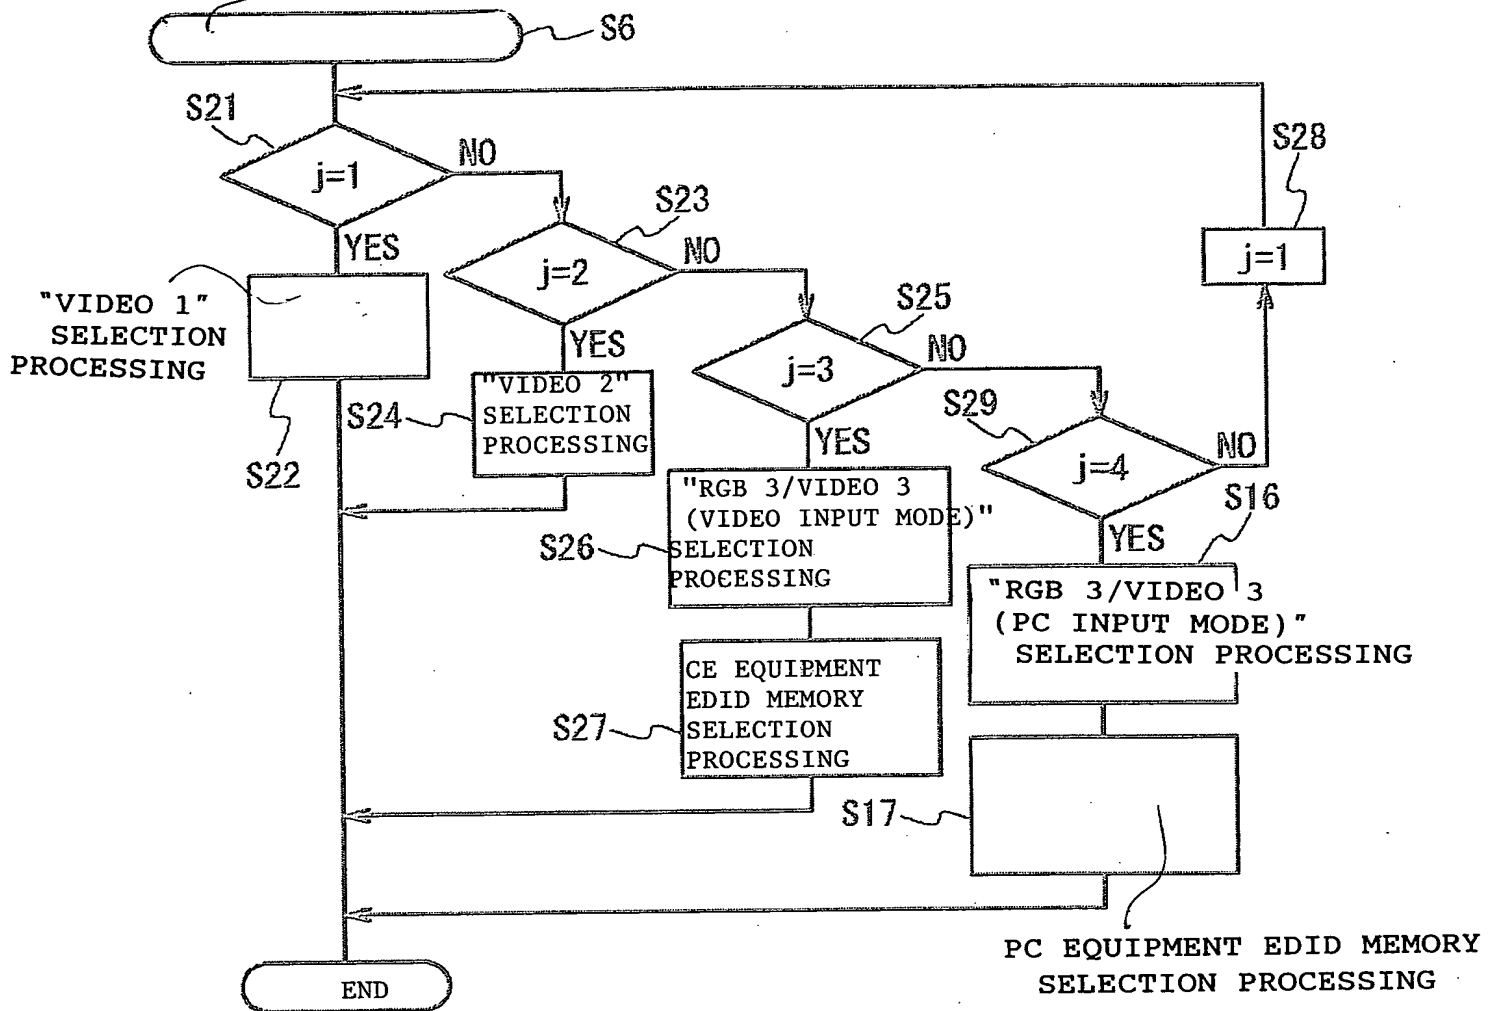 S6
S21
j=1
NO
YES
"VIDEO 1"
SELECTION
PROCESSING
S22
S23
j=2
NO
YES
S24
"VIDEO 2"
SELECTION
PROCESSING
S25
j=3
NO
YES
S26
"RGB 3/VIDEO 3
(VIDEO INPUT MODE)"
SELECTION
PROCESSING
S27
CE EQUIPMENT
EDID MEMORY
SELECTION
PROCESSING
S28
j=1
S29
j=4
NO
YES
S16
"RGB 3/VIDEO 3
(PC INPUT MODE)"
SELECTION PROCESSING
S17
PC EQUIPMENT EDID MEMORY
SELECTION PROCESSING
END